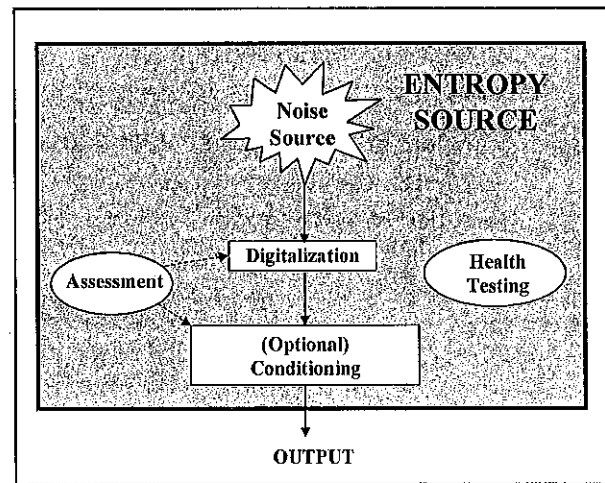 ENTROPY
SOURCE
Noise
Source
Digitalization
Assessment
Health
Testing
(Optional)
Conditioning
OUTPUT